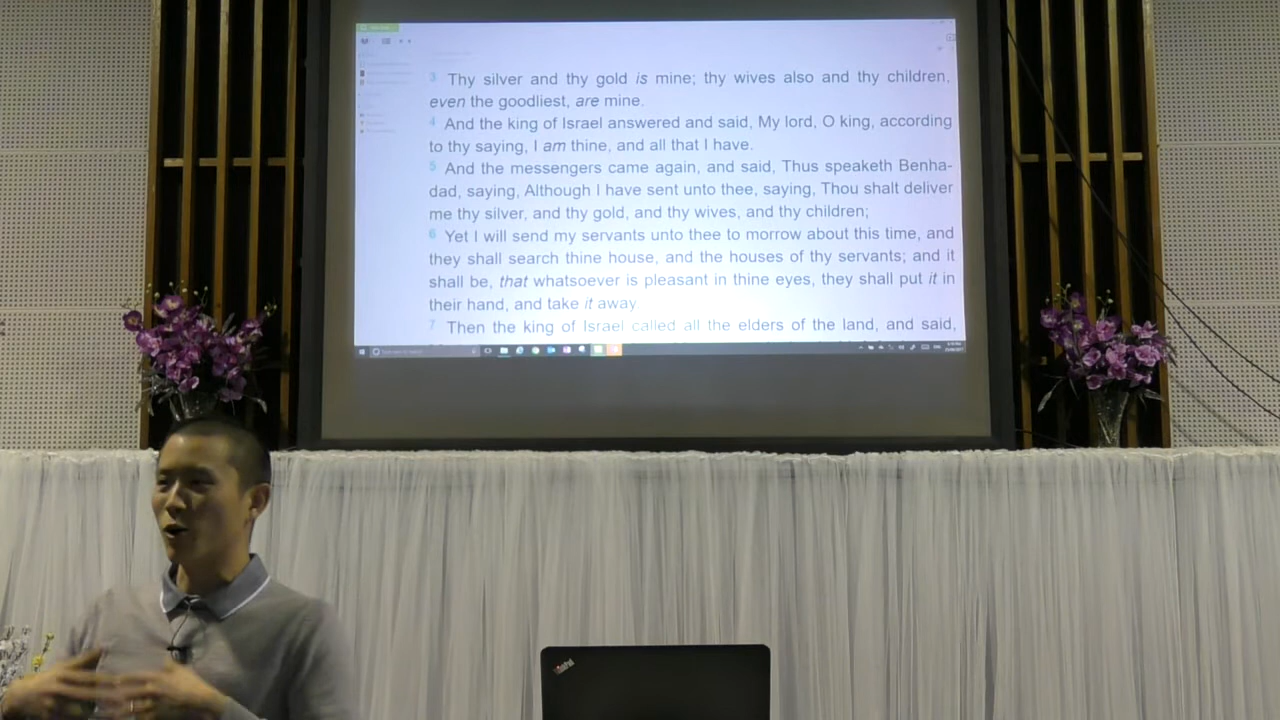 3 Thy silver and thy gold is mine; thy wives also and thy children,
even the goodliest, are mine.
4 And the king of Israel answered and said, My lord, O king, according
to thy saying, I am thine, and all that I have.
5 And the messengers came again, and said, Thus speaketh Benha-
dad, saying, Although I have sent unto thee, saying, Thou shalt deliver
me thy silver, and thy gold, and thy wives, and thy children;
6 Yet I will send my servants unto thee to morrow about this time, and
they shall search thine house, and the houses of thy servants; and it
shall be, that whatsoever is pleasant in thine eyes, they shall put it in
their hand, and take it away
7 Then the king of Israel called all the elders of the land, and said,
ThinkPad